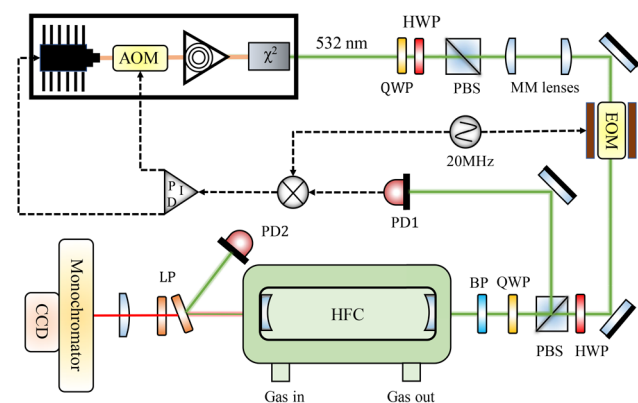 HWP
532 nm
AOM
χ²
QWP
PBS
MM lenses
EOM
20MHz
P
I
D
PD1
PD2
Monochromator
CCD
LP
HFC
BP
QWP
PBS
HWP
Gas in
Gas out